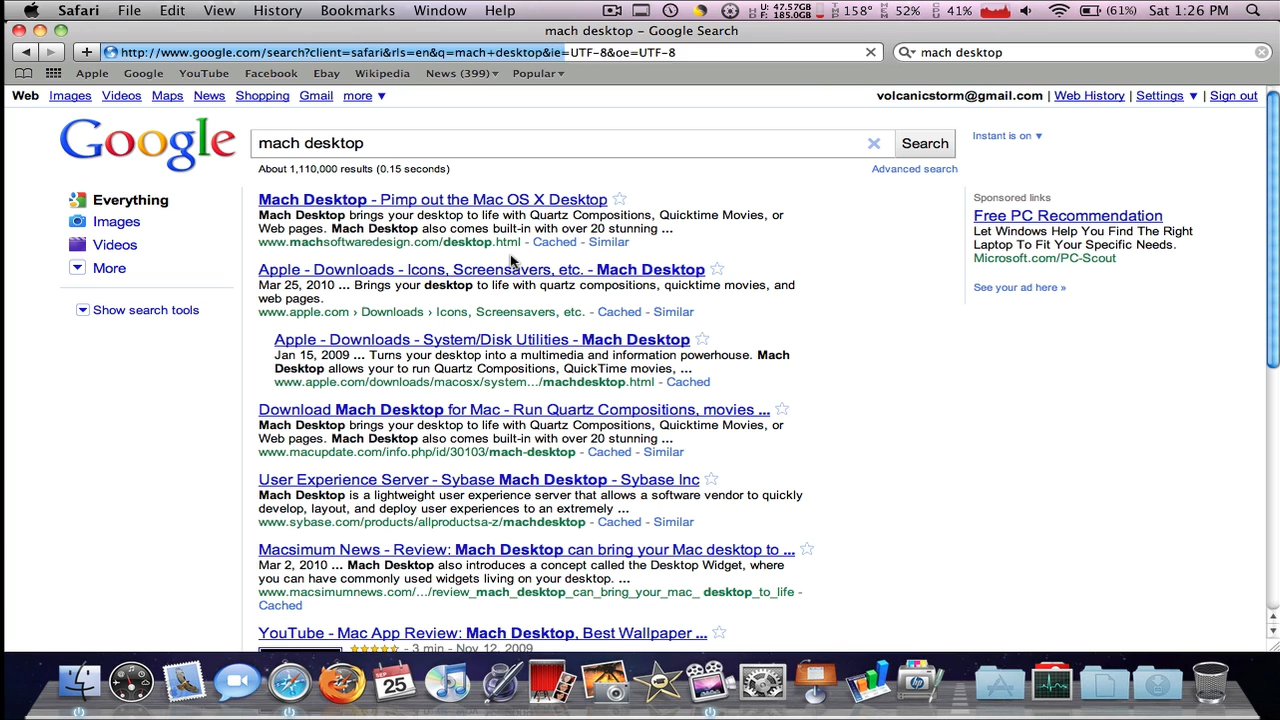 Safari File Edit View History Bookmarks Window Help U: 47.57GB F: 185.0GB 158° 52% 41% (61%) Sat 1:26 PM
mach desktop - Google Search
http://www.google.com/search?client=safari&rls=en&q=mach+desktop&ie=UTF-8&oe=UTF-8 mach desktop
Apple Google YouTube Facebook Ebay Wikipedia News (399)▾ Popular▾
Web Images Videos Maps News Shopping Gmail more ▼ volcanicstorm@gmail.com | Web History | Settings ▼ | Sign out
Google mach desktop Search Instant is on ▼
About 1,110,000 results (0.15 seconds) Advanced search
Everything
Images
Videos
More
Show search tools
Mach Desktop - Pimp out the Mac OS X Desktop
Mach Desktop brings your desktop to life with Quartz Compositions, Quicktime Movies, or
Web pages. Mach Desktop also comes built-in with over 20 stunning ...
www.machsoftwaredesign.com/desktop.html - Cached - Similar
Apple - Downloads - Icons, Screensavers, etc. - Mach Desktop
Mar 25, 2010 ... Brings your desktop to life with quartz compositions, quicktime movies, and
web pages.
www.apple.com › Downloads › Icons, Screensavers, etc. - Cached - Similar
Apple - Downloads - System/Disk Utilities - Mach Desktop
Jan 15, 2009 ... Turns your desktop into a multimedia and information powerhouse. Mach
Desktop allows your to run Quartz Compositions, QuickTime movies, ...
www.apple.com/downloads/macosx/system.../machdesktop.html - Cached
Download Mach Desktop for Mac - Run Quartz Compositions, movies ...
Mach Desktop brings your desktop to life with Quartz Compositions, Quicktime Movies, or
Web pages. Mach Desktop also comes built-in with over 20 stunning ...
www.macupdate.com/info.php/id/30103/mach-desktop - Cached - Similar
User Experience Server - Sybase Mach Desktop - Sybase Inc
Mach Desktop is a lightweight user experience server that allows a software vendor to quickly
develop, layout, and deploy user experiences to an extremely ...
www.sybase.com/products/allproductsa-z/machdesktop - Cached - Similar
Macsimum News - Review: Mach Desktop can bring your Mac desktop to ...
Mar 2, 2010 ... Mach Desktop also introduces a concept called the Desktop Widget, where
you can have commonly used widgets living on your desktop. ...
www.macsimumnews.com/.../review_mach_desktop_can_bring_your_mac_ desktop_to_life -
Cached
YouTube - Mac App Review: Mach Desktop, Best Wallpaper ...
- 3 min - Nov 12, 2009
Sponsored links
Free PC Recommendation
Let Windows Help You Find The Right
Laptop To Fit Your Specific Needs.
Microsoft.com/PC-Scout
See your ad here »
SEP
25
hp